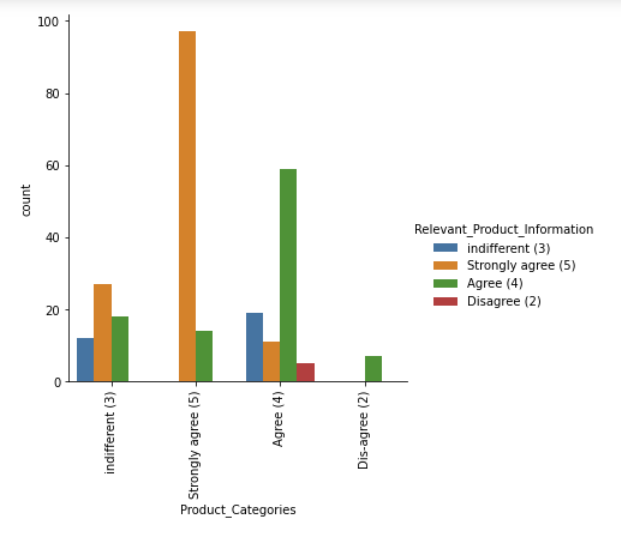 100
80
60
40
20
0
count
indifferent (3)
Strongly agree (5)
Agree (4)
Dis-agree (2)
Product_Categories
Relevant_Product_Information
indifferent (3)
Strongly agree (5)
Agree (4)
Disagree (2)